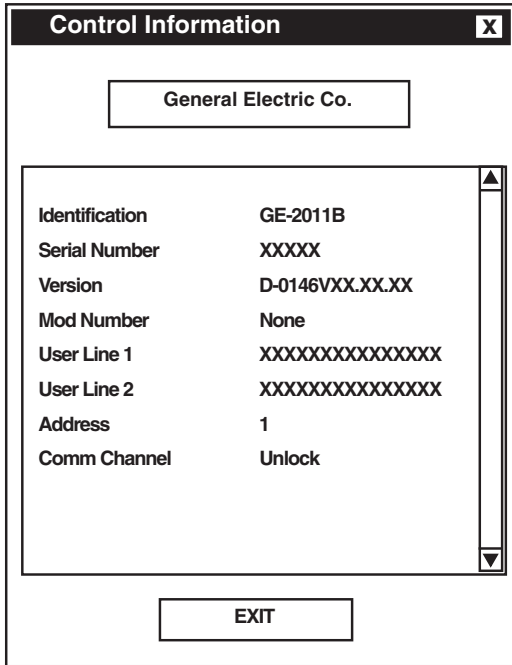 Control Information X
General Electric Co.
Identification GE-2011B
Serial Number XXXXX
Version D-0146VXX.XX.XX
Mod Number None
User Line 1 XXXXXXXXXXXXXXX
User Line 2 XXXXXXXXXXXXXXX
Address 1
Comm Channel Unlock
EXIT